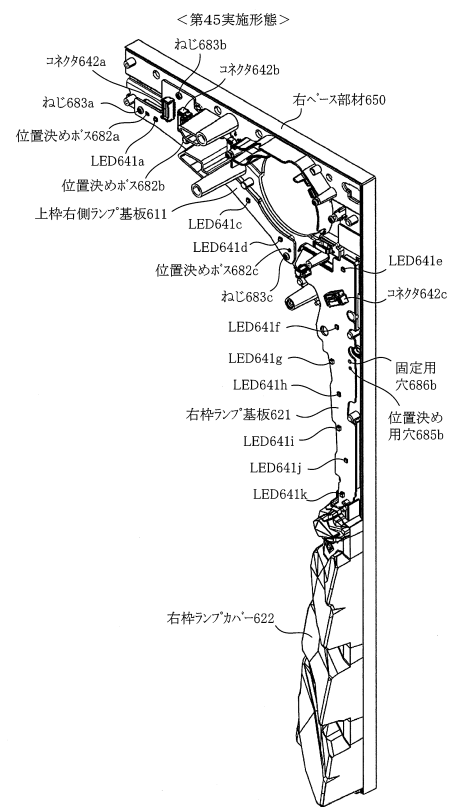 ＜第45実施形態＞
ねじ683b
コネクタ642a
コネクタ642b
ねじ683a
右ベース部材650
位置決めボス682a
LED641a
位置決めボス682b
上枠右側ランプ基板611
LED641c
LED641d
LED641e
位置決めボス682c
ねじ683c
コネクタ642c
LED641f
LED641g
固定用
穴686b
LED641h
右枠ランプ基板621
位置決め
用穴685b
LED641i
LED641j
LED641k
右枠ランプカバー622